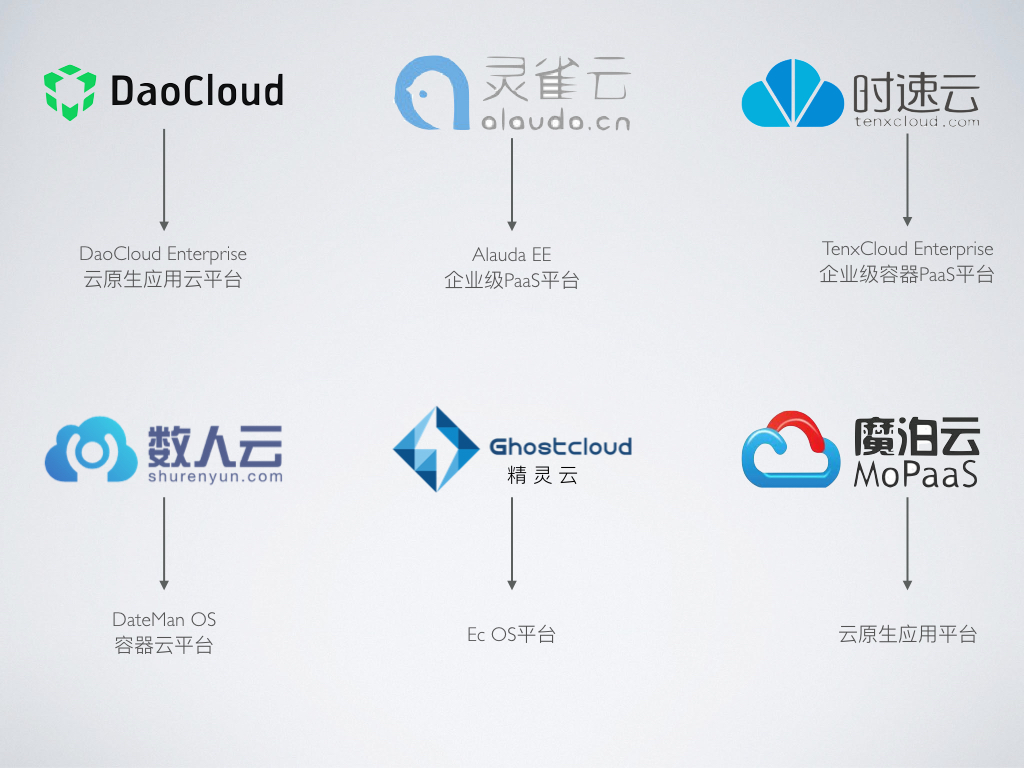 DaoCloud
灵雀云
alauda.cn
时速云
tenxcloud.com
DaoCloud Enterprise
云原生应用云平台
Alauda EE
企业级PaaS平台
TenxCloud Enterprise
企业级容器PaaS平台
数人云
shurenyun.com
Ghostcloud
精灵云
魔泊云
MoPaaS
DateMan OS
容器云平台
Ec OS平台
云原生应用平台